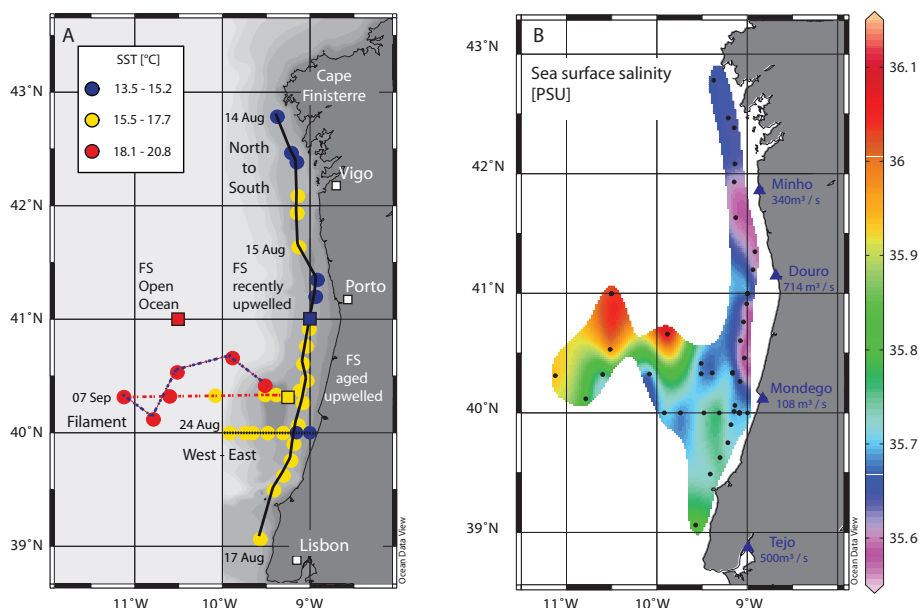 A
SST [°C]
13.5 - 15.2
15.5 - 17.7
18.1 - 20.8
Cape
Finisterre
14 Aug
North
to
South
Vigo
15 Aug
FS
Open
Ocean
FS
recently
upwelled
Porto
FS
aged
upwelled
07 Sep
Filament
24 Aug
West - East
17 Aug
Lisbon
43°N
42°N
41°N
40°N
39°N
11°W
10°W
9°W
Ocean Data View
B
Sea surface salinity
[PSU]
Minho
340m³ / s
Douro
714 m³ / s
Mondego
108 m³ / s
Tejo
500m³ / s
43°N
42°N
41°N
40°N
39°N
11°W
10°W
9°W
Ocean Data View
36.1
36
35.9
35.8
35.7
35.6